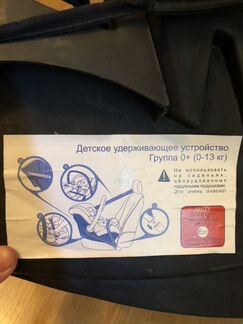 Детское удерживающее устройство
Группа 0+ (0-13 кг)
Не использовать
на сиденьях,
оборудованных
надувными подушками.
Это очень опасно!